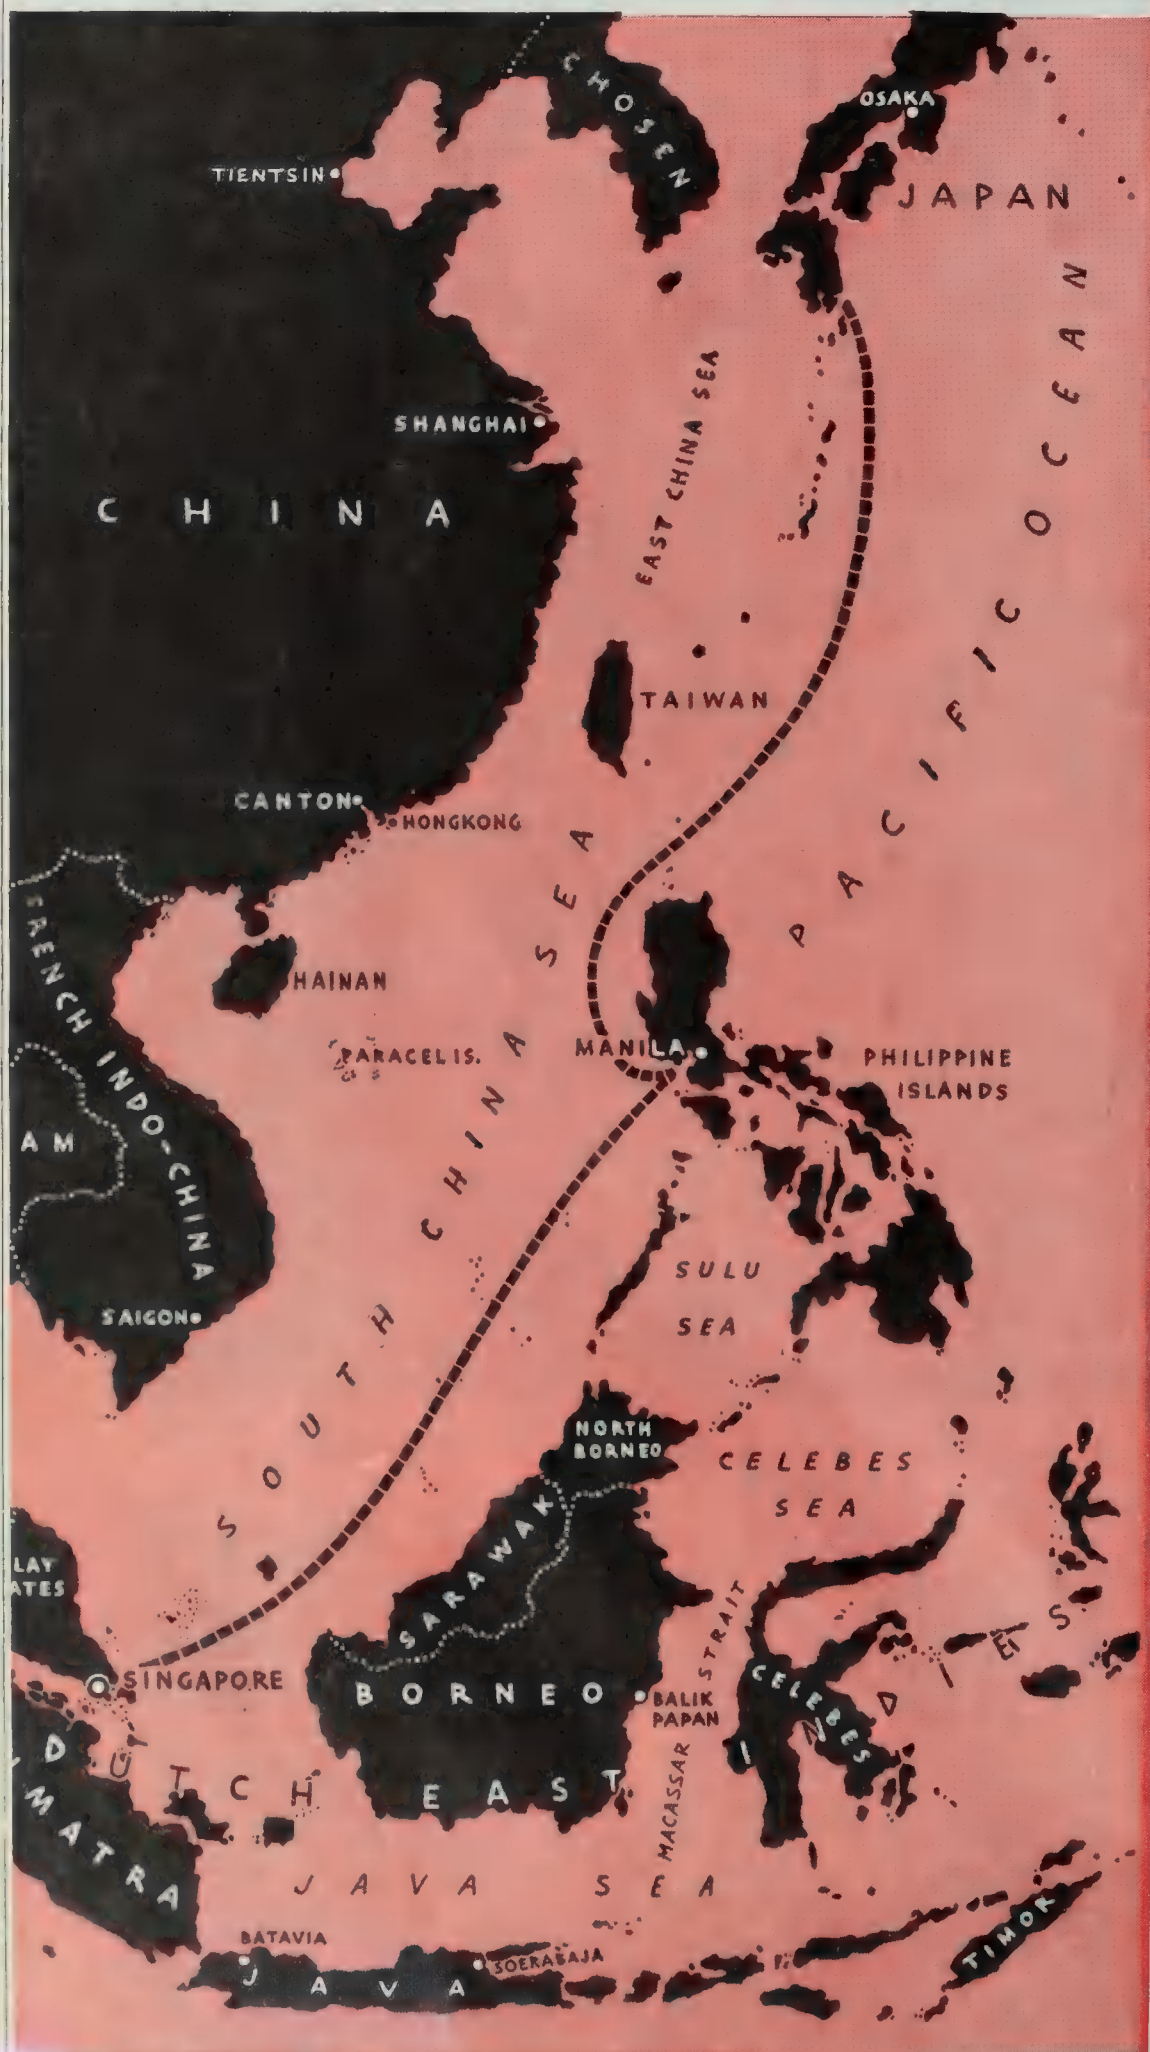 CHOSEN
OSAKA
TIENTSIN
JAPAN
PACIFIC OCEAN
EAST CHINA SEA
SHANGHAI
CHINA
TAIWAN
CANTON
HONGKONG
SOUTH CHINA SEA
FRENCH INDO-CHINA
HAINAN
PARACEL IS.
MANILA
PHILIPPINE
ISLANDS
AM
SULU
SEA
SAIGON
NORTH
BORNEO
CELEBES
SEA
SARAWAK
LAY
ATES
SINGAPORE
BORNEO
BALIK
PAPAN
MACASSAR STRAIT
CELEBES
DUTCH EAST INDIES
MATRA
JAVA SEA
BATAVIA
SOERABAJA
JAVA
TIMOR